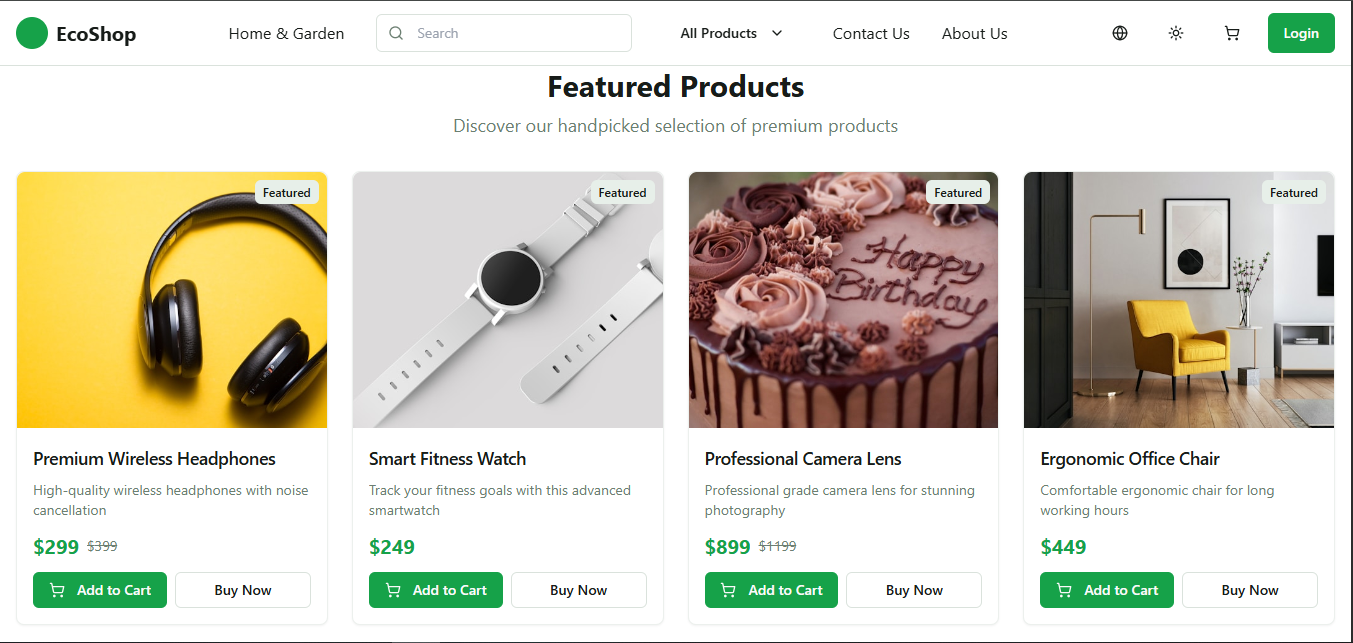 EcoShop
Home & Garden
Search
All Products
Contact Us
About Us
Login
Featured Products
Discover our handpicked selection of premium products
Featured
Featured
Featured
Featured
Happy
Birthday
Premium Wireless Headphones
High-quality wireless headphones with noise
cancellation
$299 $399
Add to Cart
Buy Now
Smart Fitness Watch
Track your fitness goals with this advanced
smartwatch
$249
Add to Cart
Buy Now
Professional Camera Lens
Professional grade camera lens for stunning
photography
$899 $1199
Add to Cart
Buy Now
Ergonomic Office Chair
Comfortable ergonomic chair for long
working hours
$449
Add to Cart
Buy Now